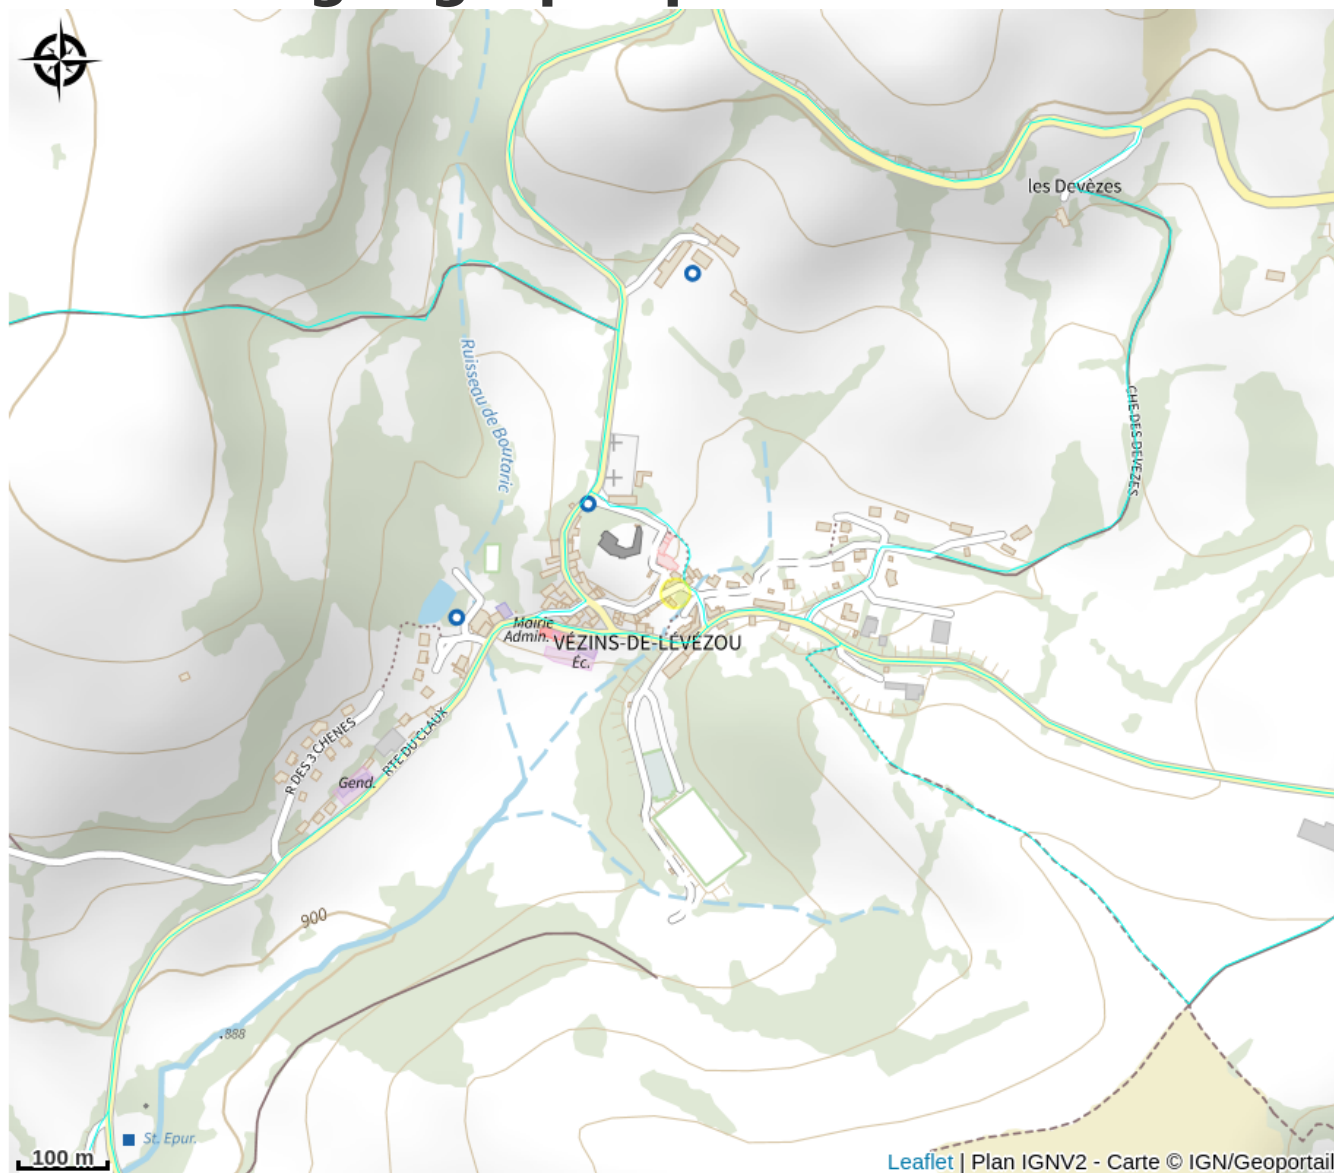 les Devèzes
Ruisseau de Boutaric
CHE DES DEVEZES
Mairie
Admin.
VÉZINS-DE-LÉVÉZOU
Éc.
R DES 3 CHENES
RTE DU CLAUX
Gend.
900
888
St. Epur.
100 m
Leaflet | Plan IGNV2 - Carte © IGN/Geoportail